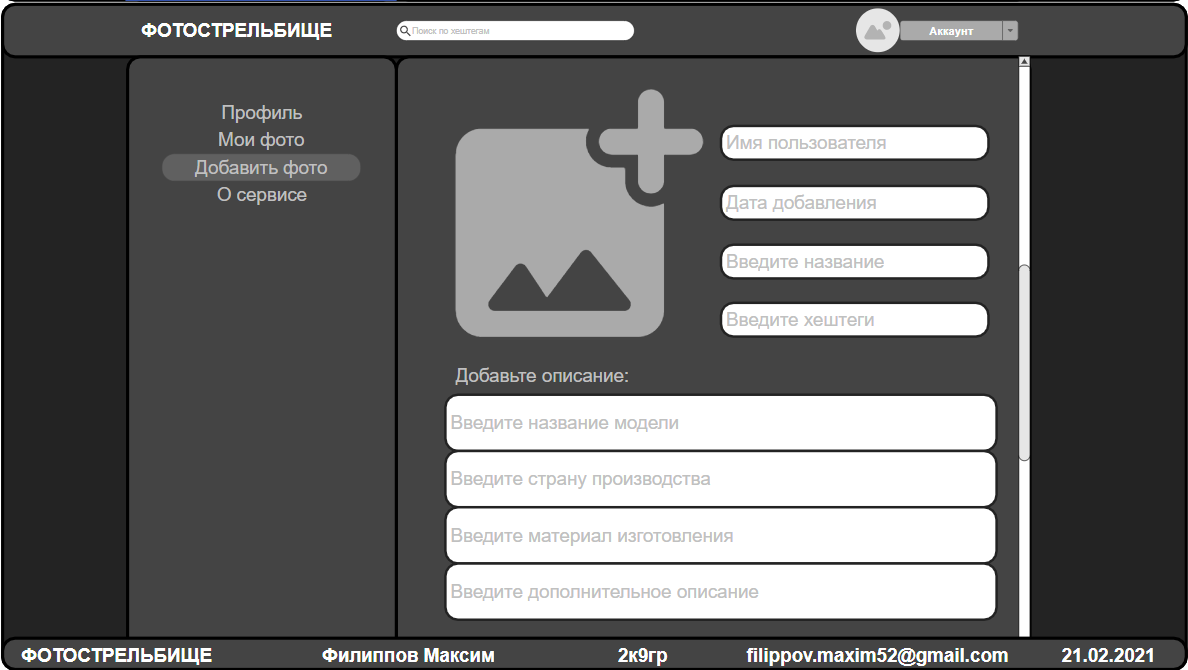 ФОТОСТРЕЛЬБИЩЕ
Поиск по хештегам
Аккаунт
Профиль
Мои фото
Добавить фото
О сервисе
Имя пользователя
Дата добавления
Введите название
Введите хештеги
Добавьте описание:
Введите название модели
Введите страну производства
Введите материал изготовления
Введите дополнительное описание
ФОТОСТРЕЛЬБИЩЕ Филиппов Максим 2к9гр filippov.maxim52@gmail.com 21.02.2021